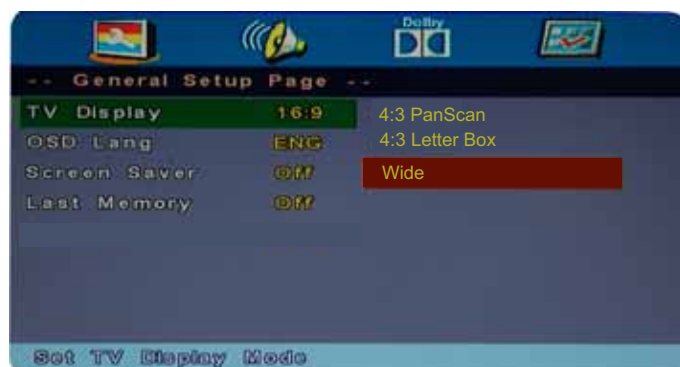 Dolby
-- General Setup Page --
TV Display 16:9 4:3 PanScan
OSD Lang ENG 4:3 Letter Box
Screen Saver Off Wide
Last Memory Off
Set TV Display Mode